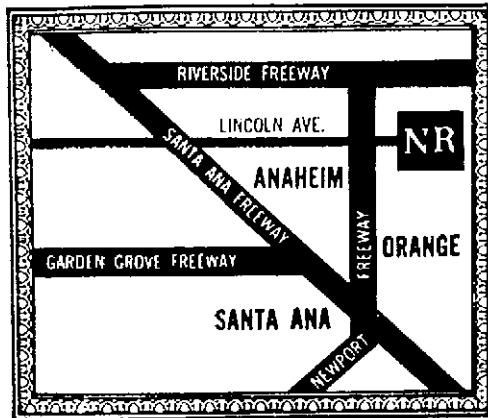 RIVERSIDE FREEWAY
LINCOLN AVE.
NR
SANTA ANA FREEWAY
ANAHEIM
FREEWAY
ORANGE
GARDEN GROVE FREEWAY
SANTA ANA
NEWPORT